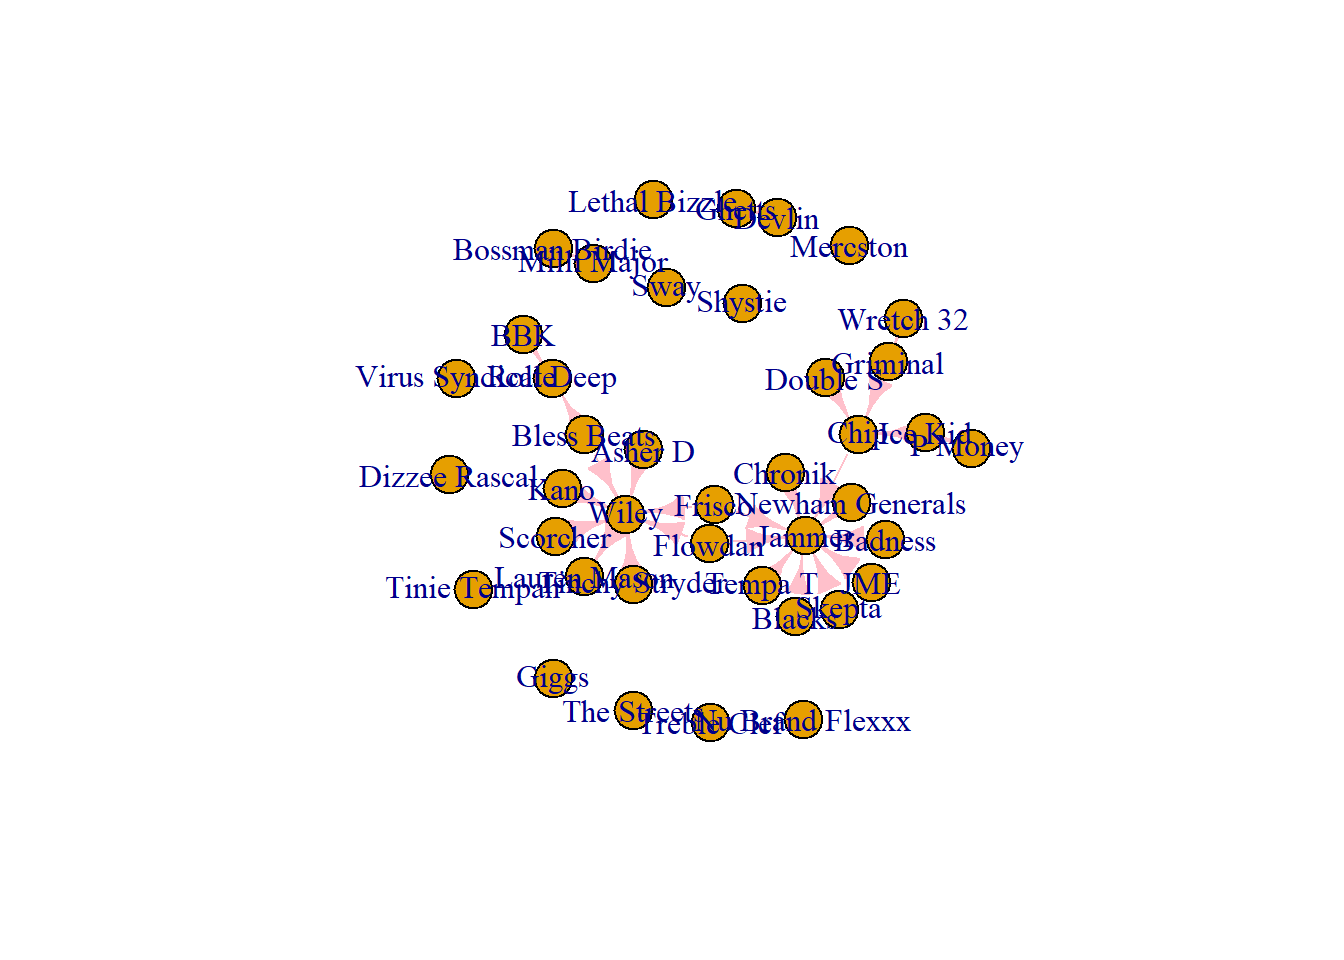 Lethal Bizzle
Ghetts
Devlin
Mercston
Bossman Birdie
Mini Major
Sway
Shystie
Wretch 32
BBK
Griminal
Double S
Virus Syndicate
Roll Deep
Bless Beats
Asher D
Chip
Ice Kid
P Money
Dizzee Rascal
Kano
Chronik
Wiley
Frisco
Newham Generals
Scorcher
Flowdan
Jammer
Badness
Tinie Tempah
Lauren Mason
Tinchy Stryder
Tempa T
JME
Skepta
Blacks
Giggs
The Streets
Treble Clef
Nu Brand Flexxx